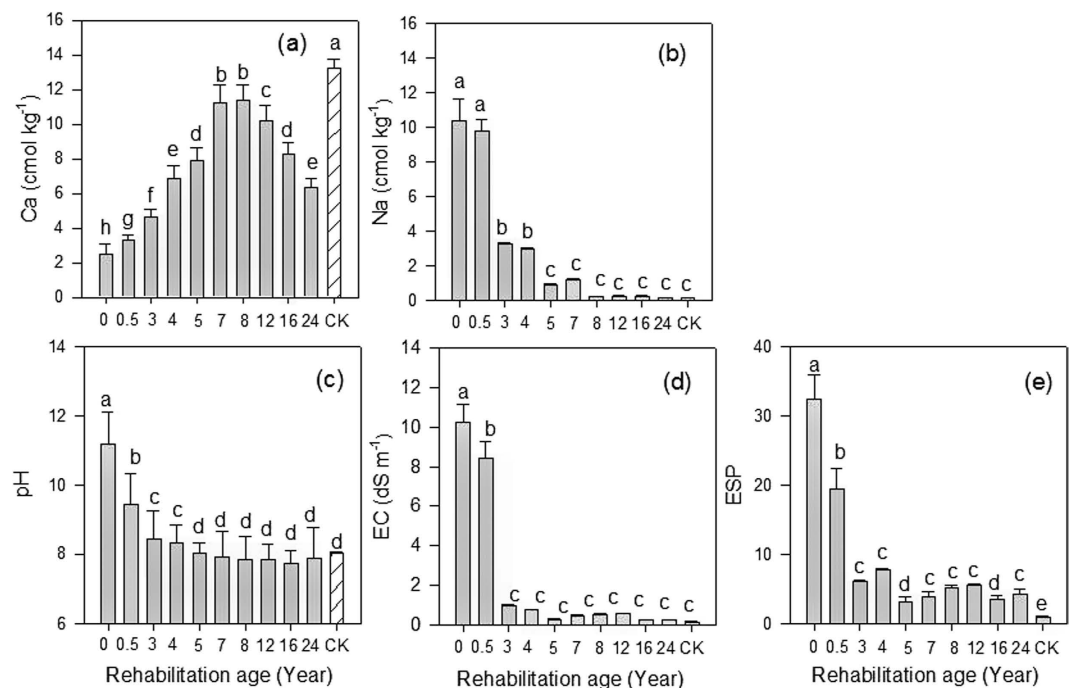 (a)
Ca (cmol kg⁻¹)
16
14
12
10
8
6
4
2
0
h g f e d b b c d e a
0 0.5 3 4 5 7 8 12 16 24 CK
(b)
Na (cmol kg⁻¹)
16
14
12
10
8
6
4
2
0
a a b b c c c c c c c
0 0.5 3 4 5 7 8 12 16 24 CK
(c)
pH
14
12
10
8
6
a b c c d d d d d d d
0 0.5 3 4 5 7 8 12 16 24 CK
Rehabilitation age (Year)
(d)
EC (dS m⁻¹)
14
12
10
8
6
4
2
0
a b c c c c c c c c c
0 0.5 3 4 5 7 8 12 16 24 CK
Rehabilitation age (Year)
(e)
ESP
40
30
20
10
0
a b c c d c c c d c e
0 0.5 3 4 5 7 8 12 16 24 CK
Rehabilitation age (Year)